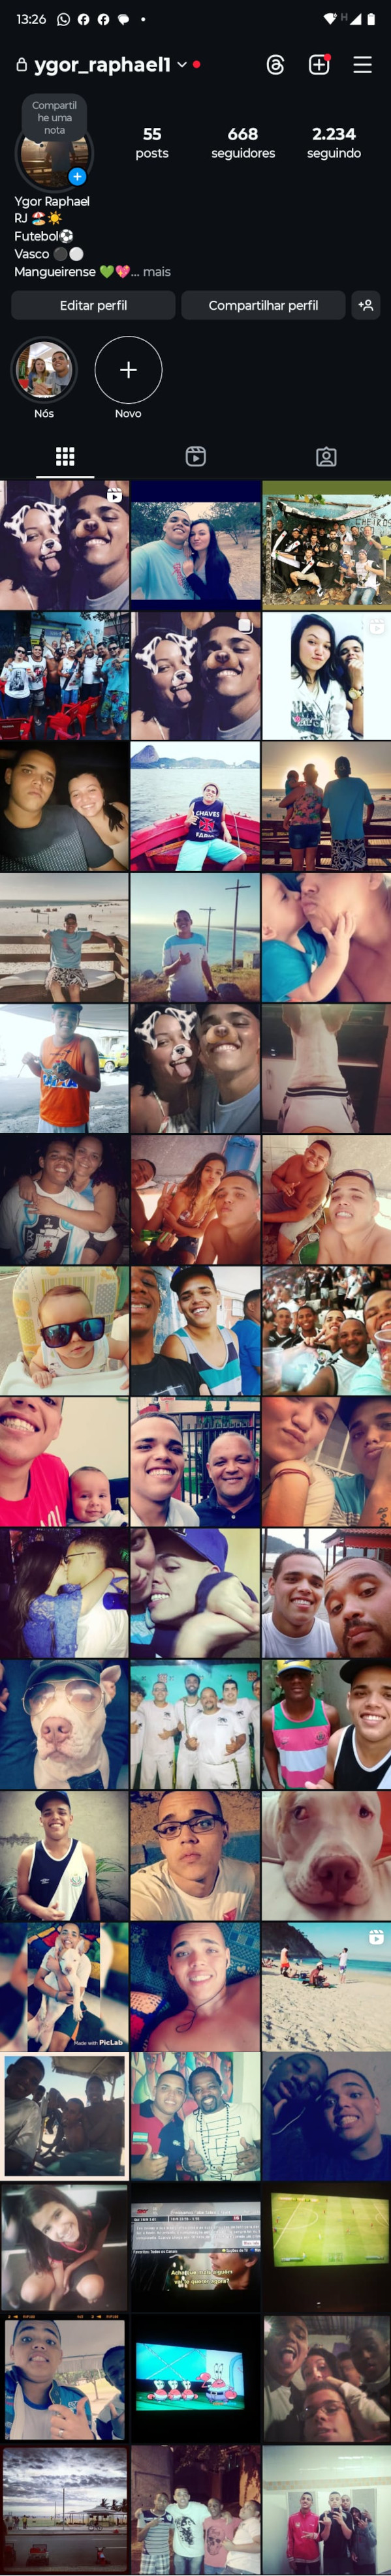 13:26
H
ygor_raphael1
Compartil
he uma
nota
55
posts
668
seguidores
2.234
seguindo
Ygor Raphael
RJ 🏖️☀️
Futebol⚽
Vasco ⚫⚪
Mangueirense 💚💖... mais
Editar perfil
Compartilhar perfil
Nós
Novo
CHAVES
Made with PicLab